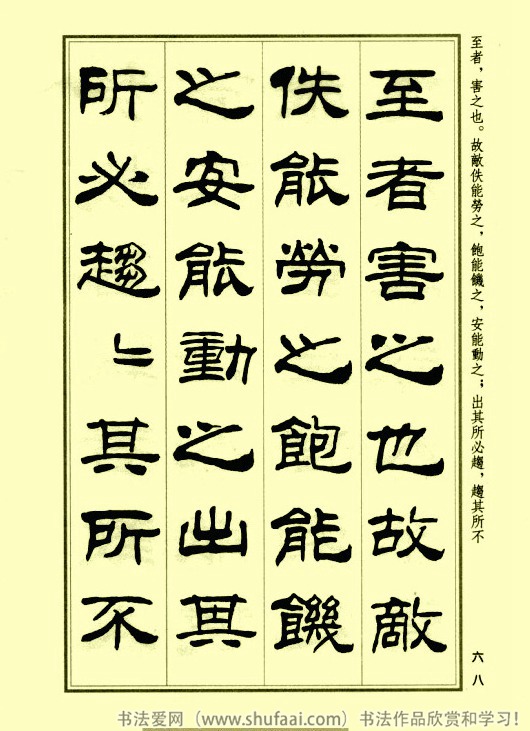 至者，害之也。故敵佚能勞之，飽能饑之，安能動之；出其所必趨，趨其所不
至者害之也故敵
佚能勞之飽能饑
之安能動之出其
所必趨〻其所不
六八
书法爱网（www.shufaai.com）书法作品欣赏和学习！